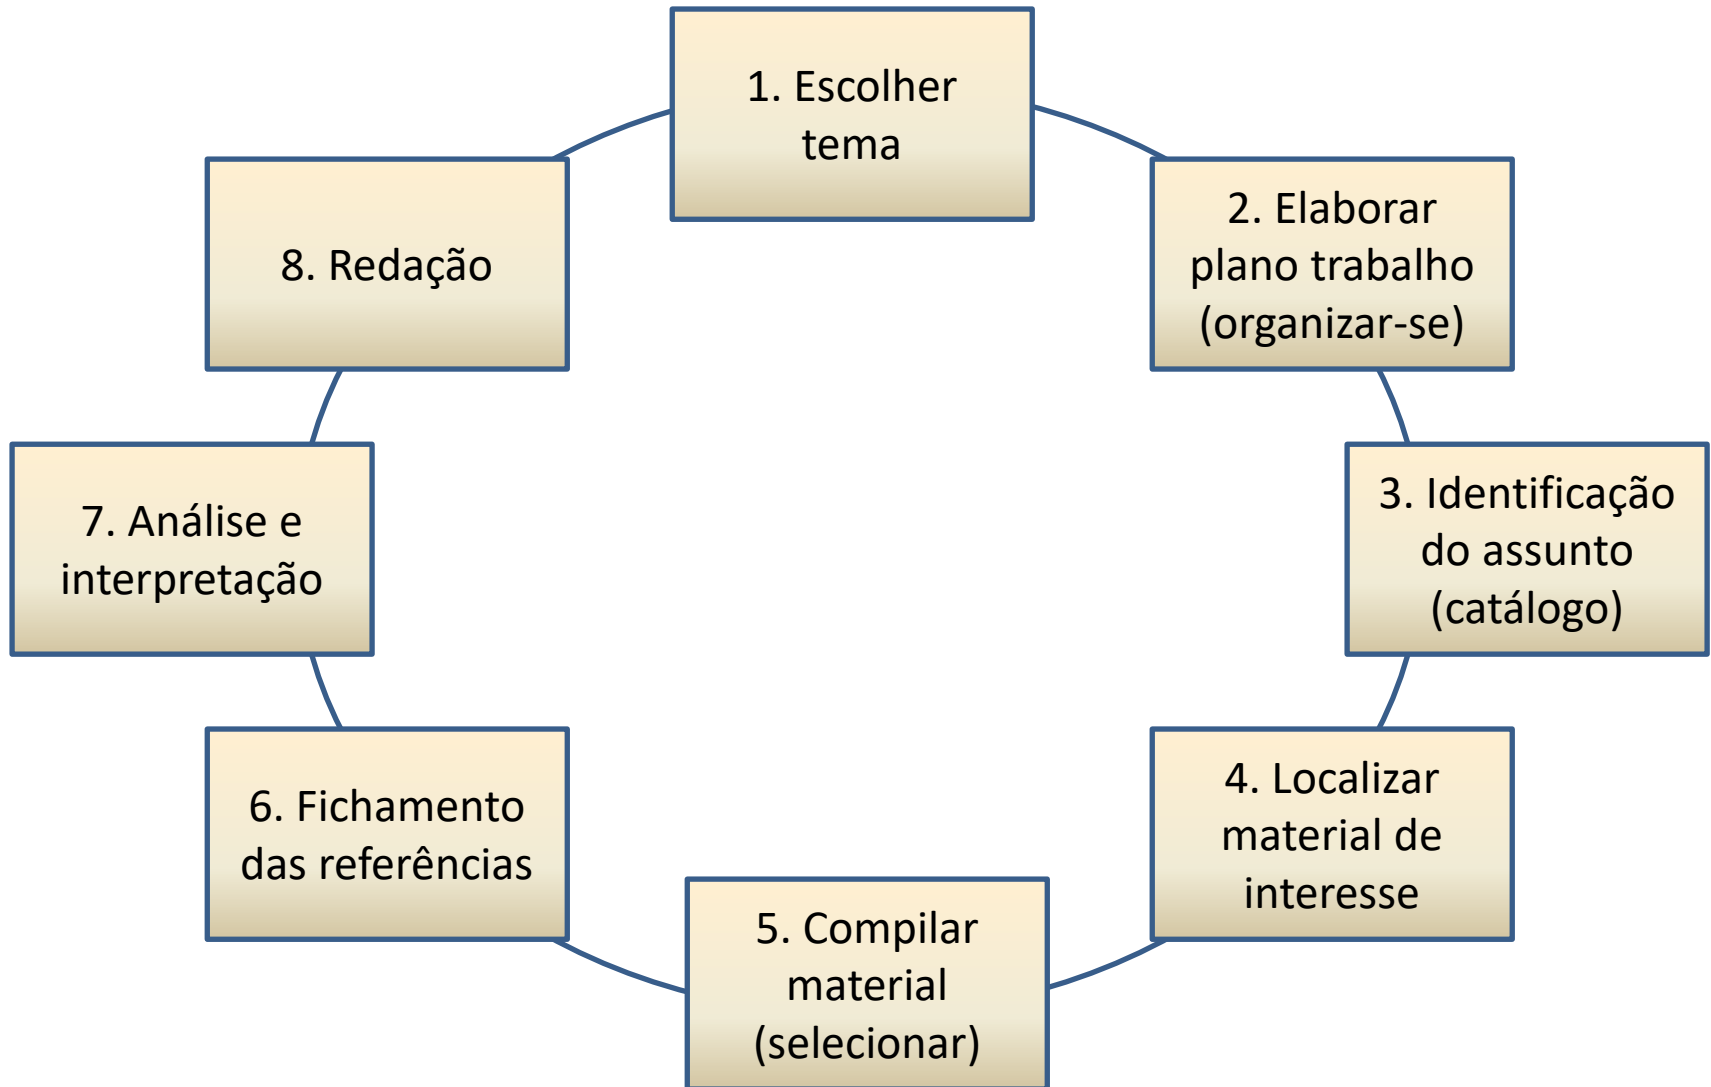 1. Escolher
tema
2. Elaborar
plano trabalho
(organizar-se)
3. Identificação
do assunto
(catálogo)
4. Localizar
material de
interesse
5. Compilar
material
(selecionar)
6. Fichamento
das referências
7. Análise e
interpretação
8. Redação